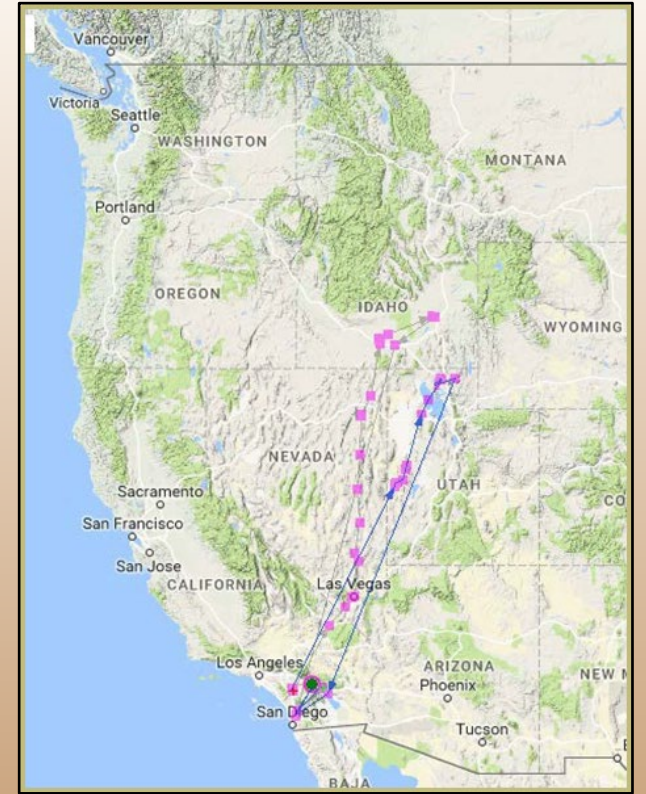 Vancouver
Victoria
Seattle
WASHINGTON
MONTANA
Portland
OREGON
IDAHO
WYOMING
NEVADA
UTAH
Sacramento
CO
San Francisco
San Jose
CALIFORNIA
Las Vegas
Los Angeles
ARIZONA
NEW
Phoenix
San Diego
Tucson
BAJA